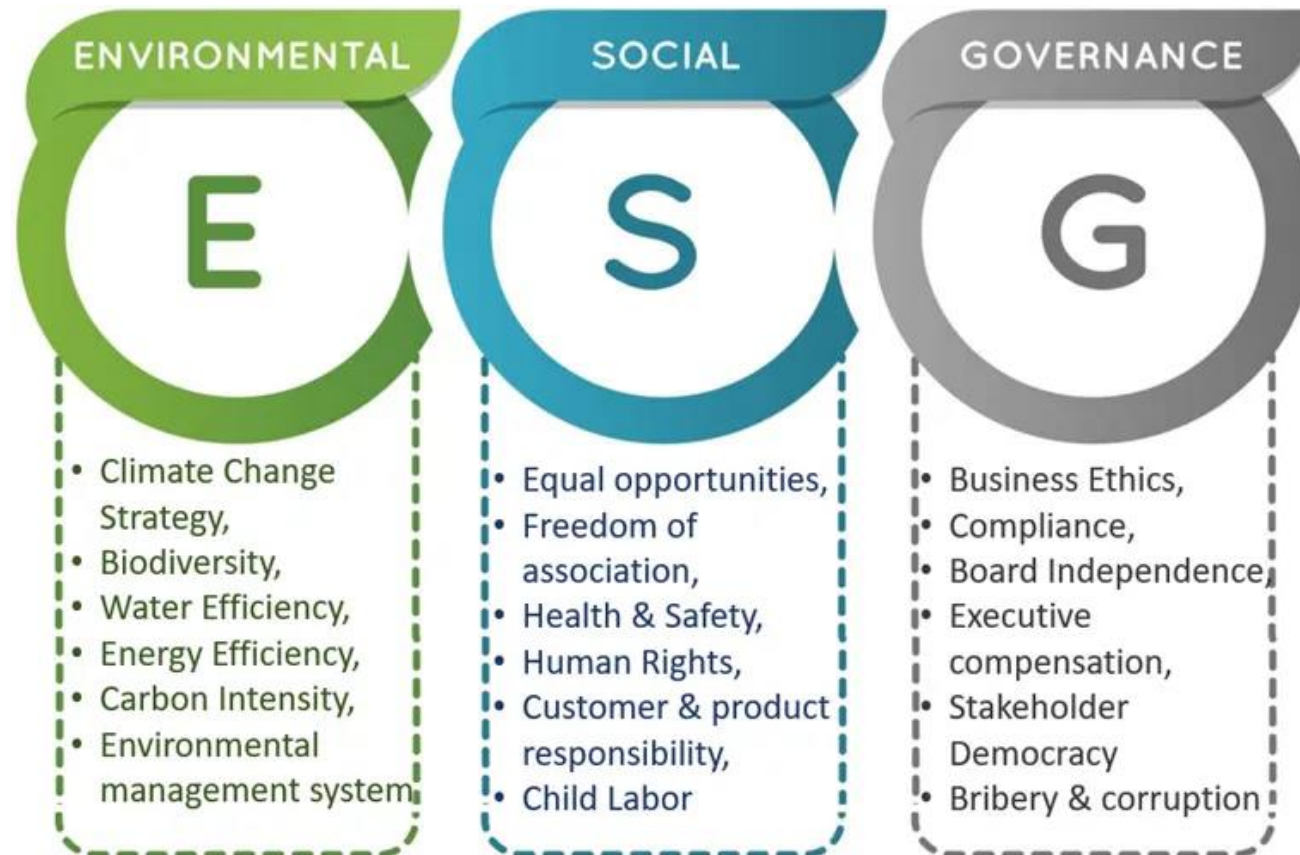 ENVIRONMENTAL
E
• Climate Change
Strategy,
• Biodiversity,
• Water Efficiency,
• Energy Efficiency,
• Carbon Intensity,
• Environmental
management system
SOCIAL
S
• Equal opportunities,
• Freedom of
association,
• Health & Safety,
• Human Rights,
• Customer & product
responsibility,
• Child Labor
GOVERNANCE
G
• Business Ethics,
• Compliance,
• Board Independence,
• Executive
compensation,
• Stakeholder
Democracy
• Bribery & corruption